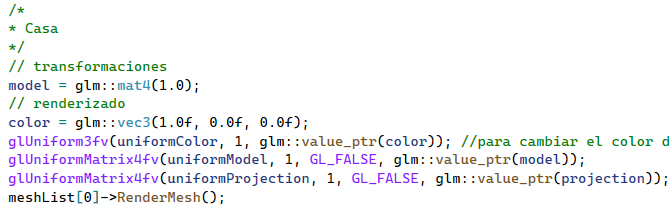 /*
* Casa
*/
// transformaciones
model = glm::mat4(1.0);
// renderizado
color = glm::vec3(1.0f, 0.0f, 0.0f);
glUniform3fv(uniformColor, 1, glm::value_ptr(color)); //para cambiar el color d
glUniformMatrix4fv(uniformModel, 1, GL_FALSE, glm::value_ptr(model));
glUniformMatrix4fv(uniformProjection, 1, GL_FALSE, glm::value_ptr(projection));
meshList[0]->RenderMesh();